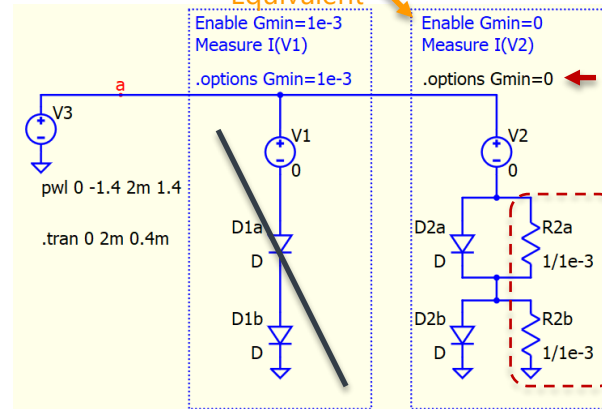 Equivalent
Enable Gmin=1e-3
Measure I(V1)
.options Gmin=1e-3
Enable Gmin=0
Measure I(V2)
.options Gmin=0
a
V3
pwl 0 -1.4 2m 1.4
.tran 0 2m 0.4m
V1
0
D1a
D
D1b
D
V2
0
D2a
D
R2a
1/1e-3
D2b
D
R2b
1/1e-3